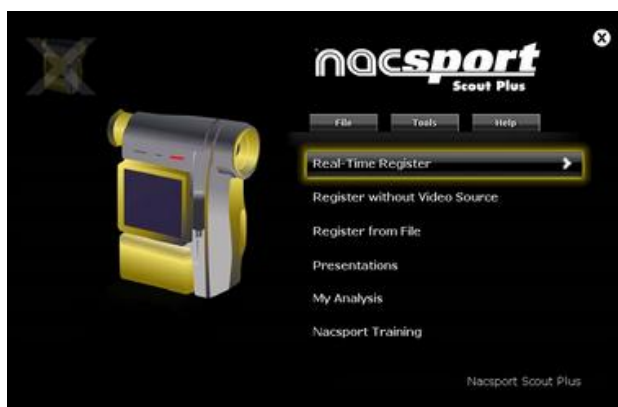 nacsport
Scout Plus
File Tools Help
Real-Time Register
Register without Video Source
Register from File
Presentations
My Analysis
Nacsport Training
Nacsport Scout Plus